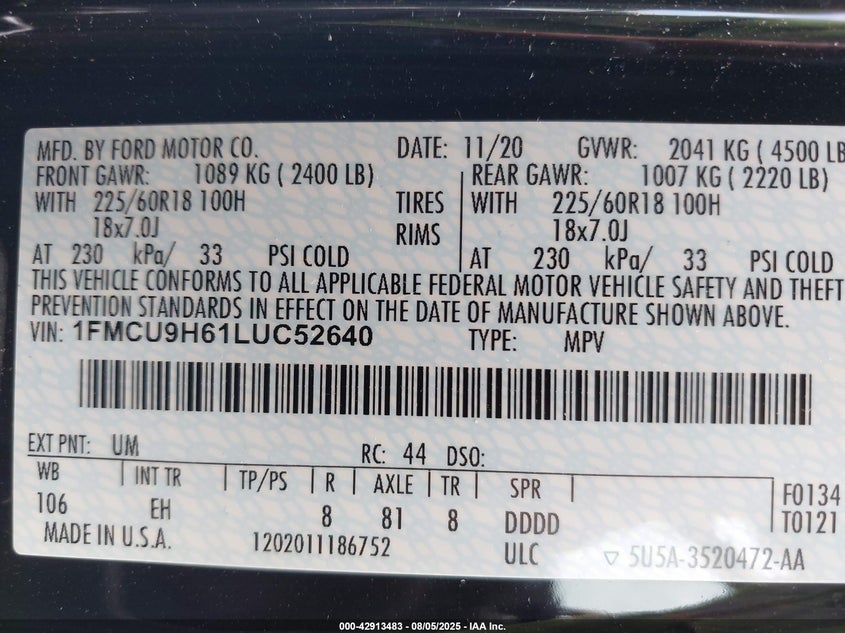 MFD. BY FORD MOTOR CO. DATE: 11/20 GVWR: 2041 KG ( 4500 LB
FRONT GAWR: 1089 KG ( 2400 LB) REAR GAWR: 1007 KG ( 2220 LB)
WITH 225/60R18 100H TIRES WITH 225/60R18 100H
18x7.0J RIMS 18x7.0J
AT 230 kPa/ 33 PSI COLD AT 230 kPa/ 33 PSI COLD
THIS VEHICLE CONFORMS TO ALL APPLICABLE FEDERAL MOTOR VEHICLE SAFETY AND THEFT
PREVENTION STANDARDS IN EFFECT ON THE DATE OF MANUFACTURE SHOWN ABOVE.
VIN: 1FMCU9H61LUC52640 TYPE: MPV
EXT PNT: UM RC: 44 DSO:
WB INT TR TP/PS R AXLE TR SPR F0134
106 EH 8 81 8 DDDD T0121
MADE IN U.S.A. 1202011186752 ULC ▽ 5U5A-3520472-AA
000-42913483 - 08/05/2025 - IAA Inc.